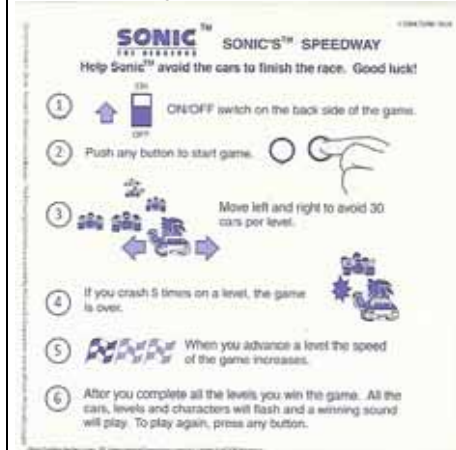 SONIC™
THE HEDGEHOG
SONIC'S™ SPEEDWAY
Help Sonic™ avoid the cars to finish the race. Good luck!
1
ON
ON/OFF switch on the back side of the game.
OFF
2
Push any button to start game.
3
Move left and right to avoid 30
cars per level.
4
If you crash 5 times on a level, the game
is over.
5
When you advance a level the speed
of the game increases.
6
After you complete all the levels you win the game. All the
cars, levels and characters will flash and a winning sound
will play. To play again, press any button.